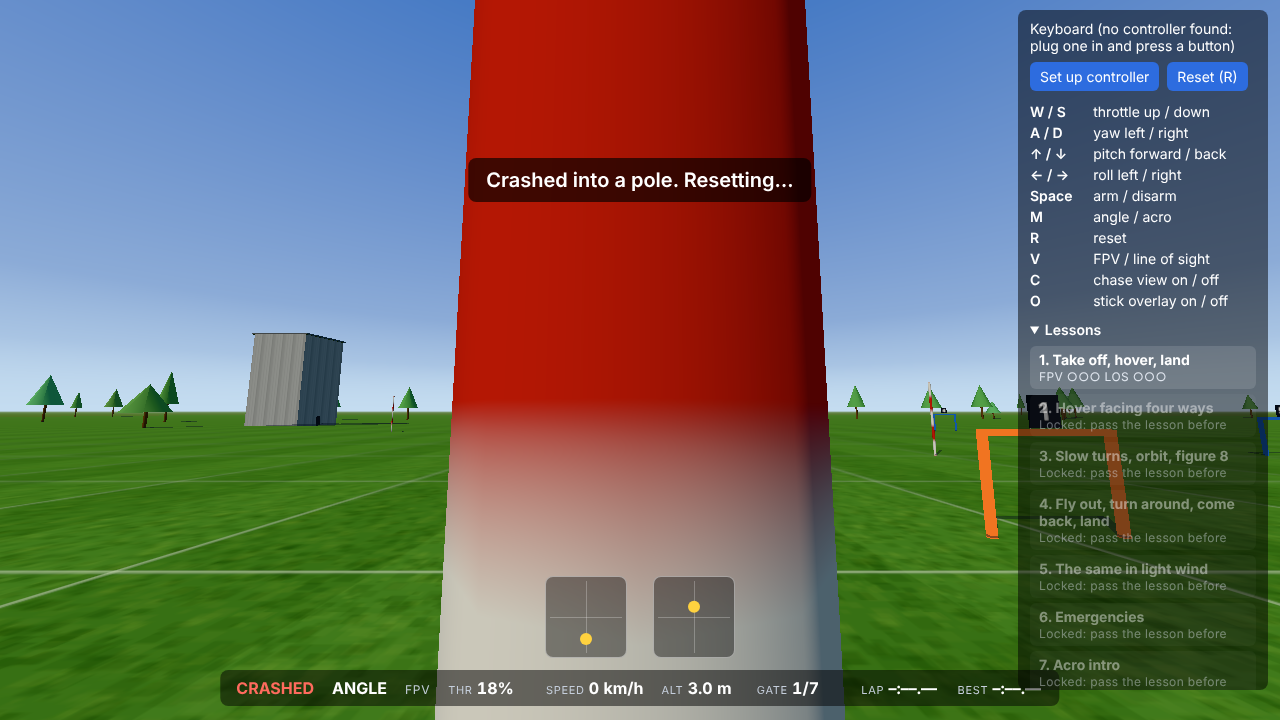 Keyboard (no controller found:
plug one in and press a button)
Set up controller
Reset (R)
W / S throttle up / down
A / D yaw left / right
↑ / ↓ pitch forward / back
← / → roll left / right
Space arm / disarm
M angle / acro
R reset
V FPV / line of sight
C chase view on / off
O stick overlay on / off
▼ Lessons
1. Take off, hover, land
FPV ○○○ LOS ○○○
2. Hover facing four ways
Locked: pass the lesson before
3. Slow turns, orbit, figure 8
Locked: pass the lesson before
4. Fly out, turn around, come
back, land
Locked: pass the lesson before
5. The same in light wind
Locked: pass the lesson before
6. Emergencies
Locked: pass the lesson before
7. Acro intro
Locked: pass the lesson before
Crashed into a pole. Resetting…
1
CRASHED ANGLE FPV THR 18% SPEED 0 km/h ALT 3.0 m GATE 1/7 LAP –:––.–– BEST –:––.––